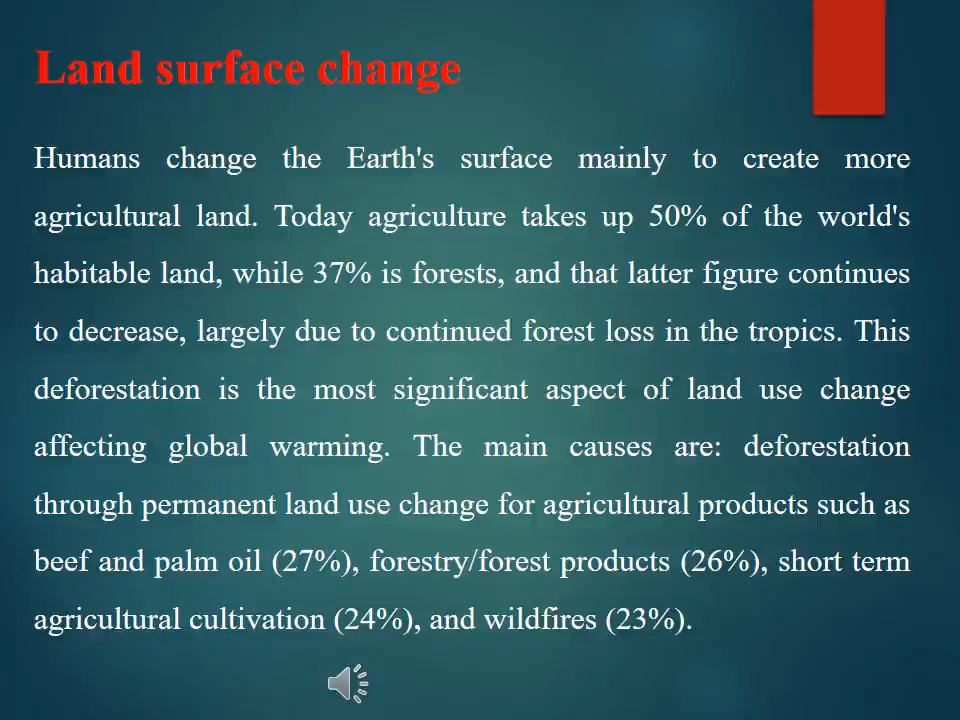 Land surface change
Humans change the Earth's surface mainly to create more
agricultural land. Today agriculture takes up 50% of the world's
habitable land, while 37% is forests, and that latter figure continues
to decrease, largely due to continued forest loss in the tropics. This
deforestation is the most significant aspect of land use change
affecting global warming. The main causes are: deforestation
through permanent land use change for agricultural products such as
beef and palm oil (27%), forestry/forest products (26%), short term
agricultural cultivation (24%), and wildfires (23%).